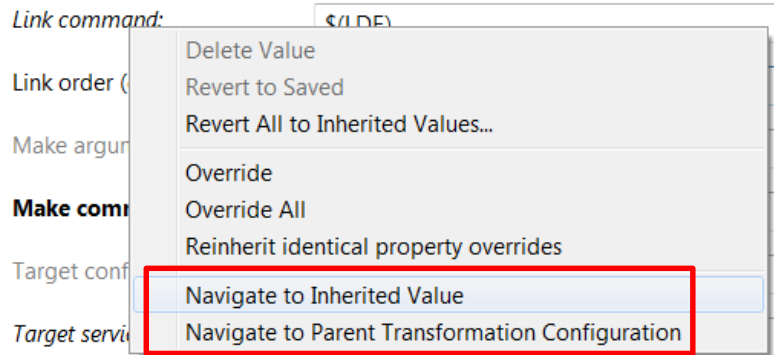 Link command:
$(LDF)
Delete Value
Link order (
Revert to Saved
Revert All to Inherited Values...
Make argun
Override
Make comm
Override All
Reinherit identical property overrides
Target conf
Navigate to Inherited Value
Target servi
Navigate to Parent Transformation Configuration